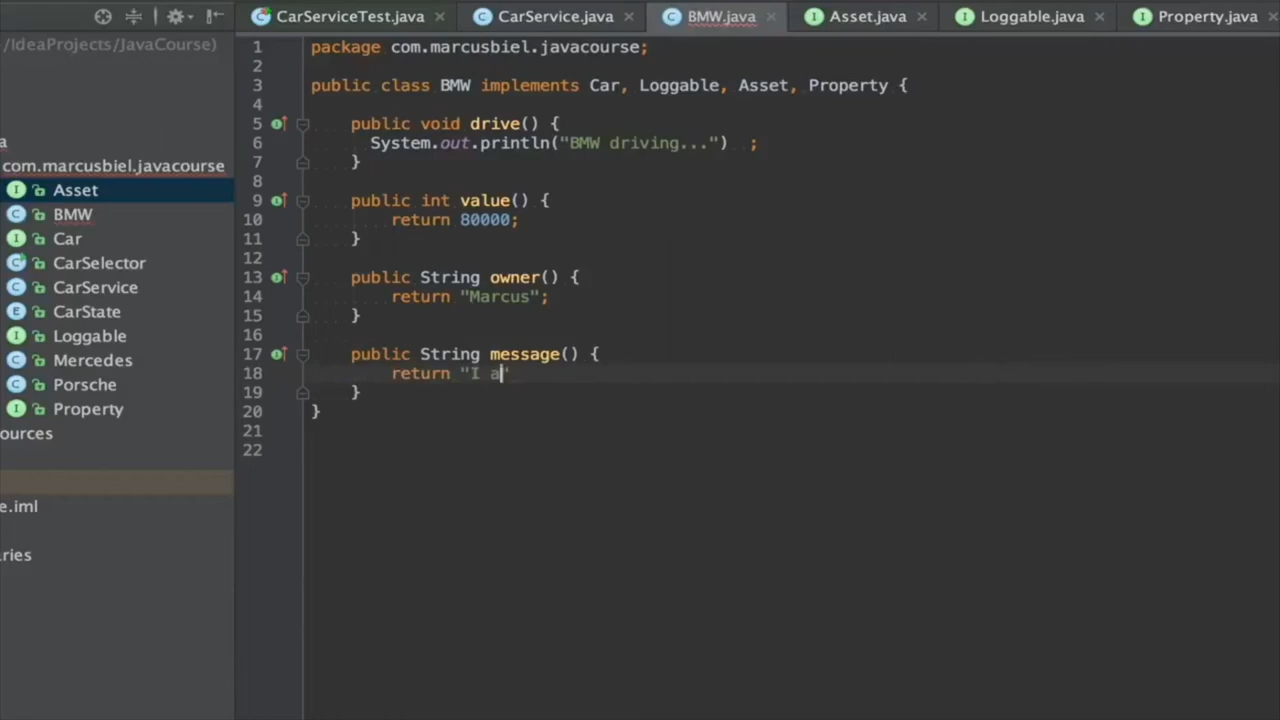 CarServiceTest.java × CarService.java × BMW.java × Asset.java × Loggable.java × Property.java ×
/IdeaProjects/JavaCourse)
a
com.marcusbiel.javacourse
I Asset
C BMW
I Car
C CarSelector
C CarService
E CarState
I Loggable
C Mercedes
C Porsche
I Property
ources
e.iml
ries
1 package com.marcusbiel.javacourse;
2
3 public class BMW implements Car, Loggable, Asset, Property {
4
5 public void drive() {
6 System.out.println("BMW driving...")  ;
7 }
8
9 public int value() {
10 return 80000;
11 }
12
13 public String owner() {
14 return "Marcus";
15 }
16
17 public String message() {
18 return "I a"
19 }
20 }
21
22